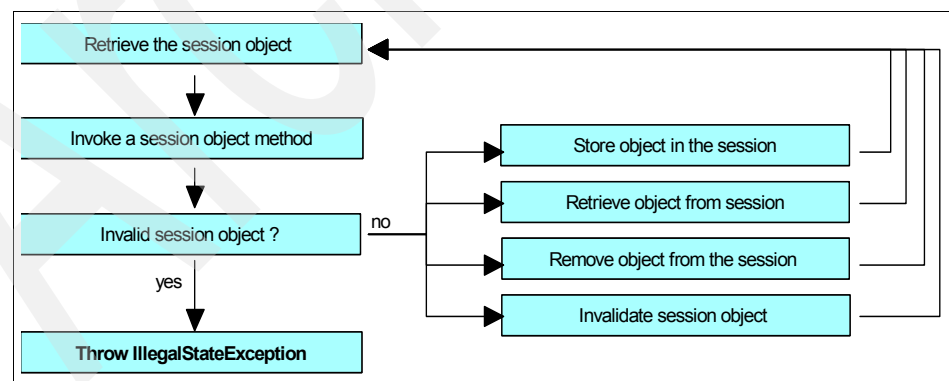 Retrieve the session object
Invoke a session object method
Invalid session object ?
no
yes
Throw IllegalStateException
Store object in the session
Retrieve object from session
Remove object from the session
Invalidate session object